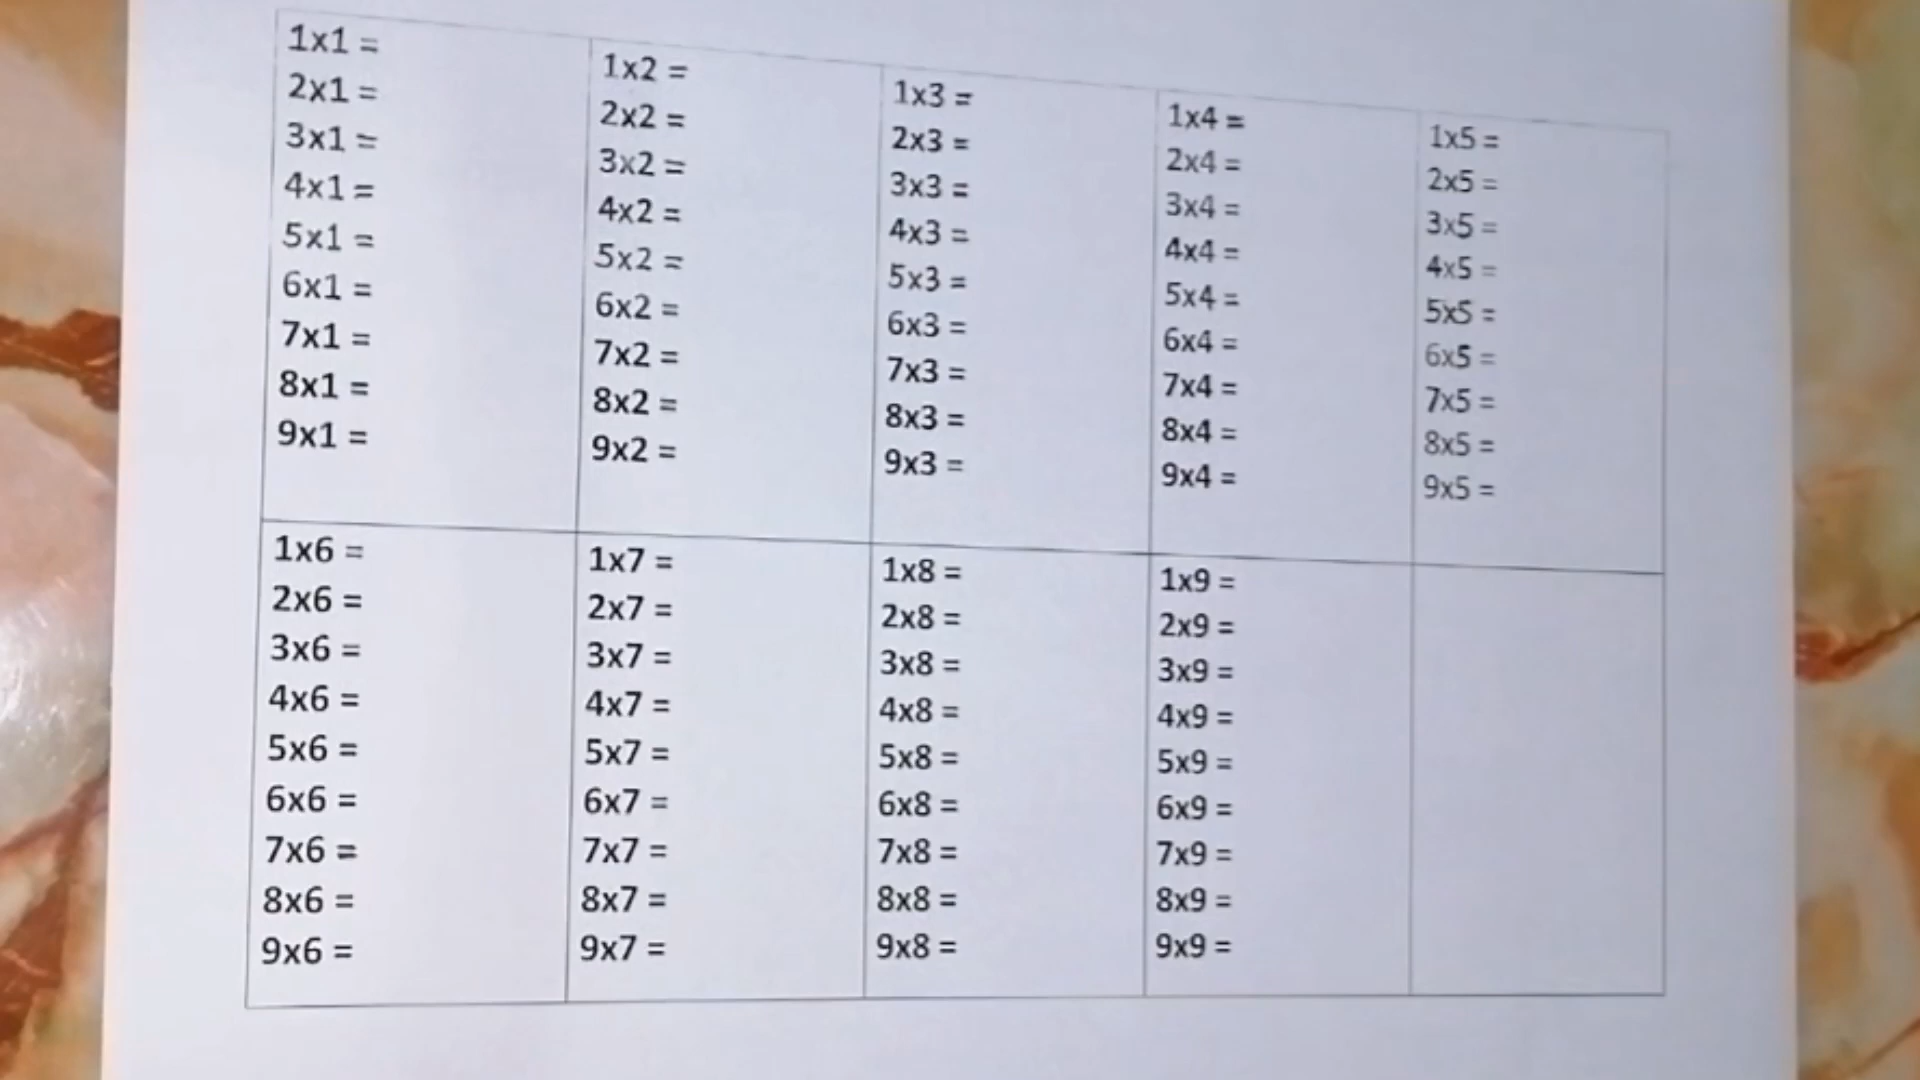 1x1 =
2x1 =
3x1 =
4x1 =
5x1 =
6x1 =
7x1 =
8x1 =
9x1 =
1x2 =
2x2 =
3x2 =
4x2 =
5x2 =
6x2 =
7x2 =
8x2 =
9x2 =
1x3 =
2x3 =
3x3 =
4x3 =
5x3 =
6x3 =
7x3 =
8x3 =
9x3 =
1x4 =
2x4 =
3x4 =
4x4 =
5x4 =
6x4 =
7x4 =
8x4 =
9x4 =
1x5 =
2x5 =
3x5 =
4x5 =
5x5 =
6x5 =
7x5 =
8x5 =
9x5 =
1x6 =
2x6 =
3x6 =
4x6 =
5x6 =
6x6 =
7x6 =
8x6 =
9x6 =
1x7 =
2x7 =
3x7 =
4x7 =
5x7 =
6x7 =
7x7 =
8x7 =
9x7 =
1x8 =
2x8 =
3x8 =
4x8 =
5x8 =
6x8 =
7x8 =
8x8 =
9x8 =
1x9 =
2x9 =
3x9 =
4x9 =
5x9 =
6x9 =
7x9 =
8x9 =
9x9 =